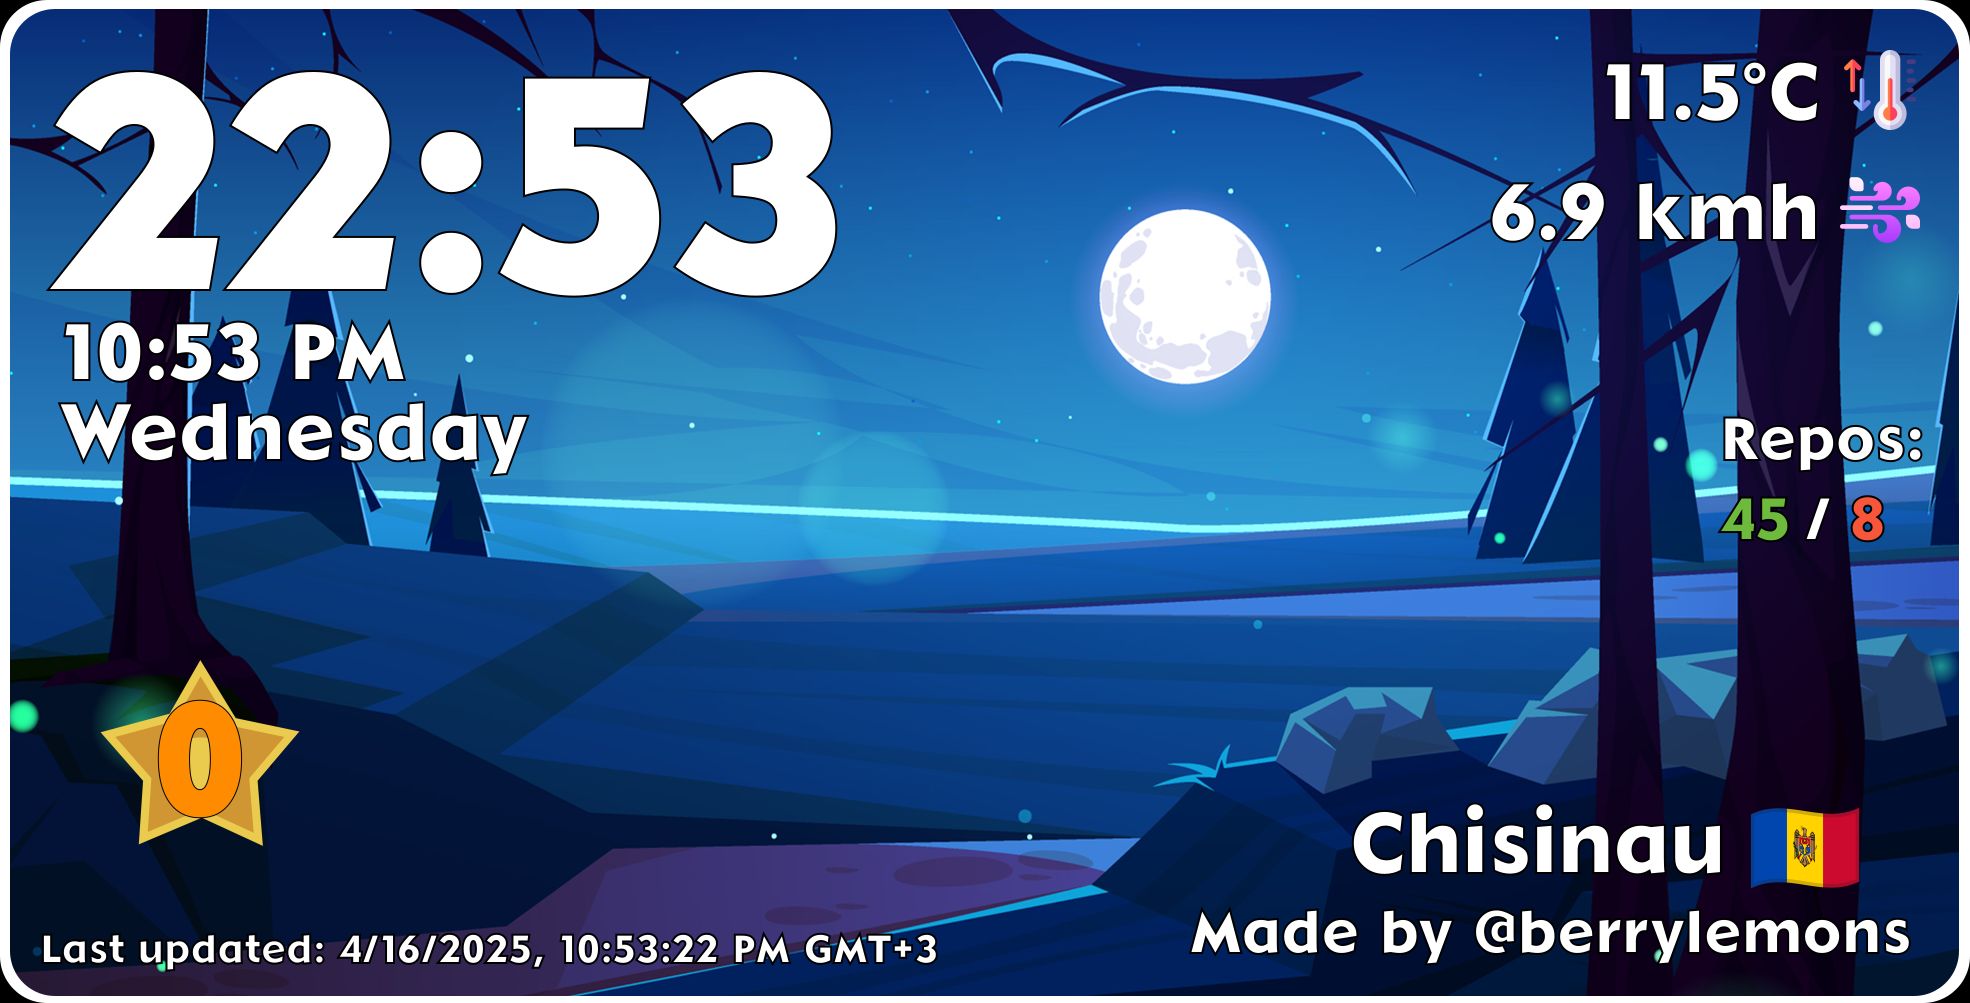 22:53
10:53 PM
Wednesday
11.5°C
6.9 kmh
Repos:
45 / 8
0
Chisinau
Made by @berrylemons
Last updated: 4/16/2025, 10:53:22 PM GMT+3